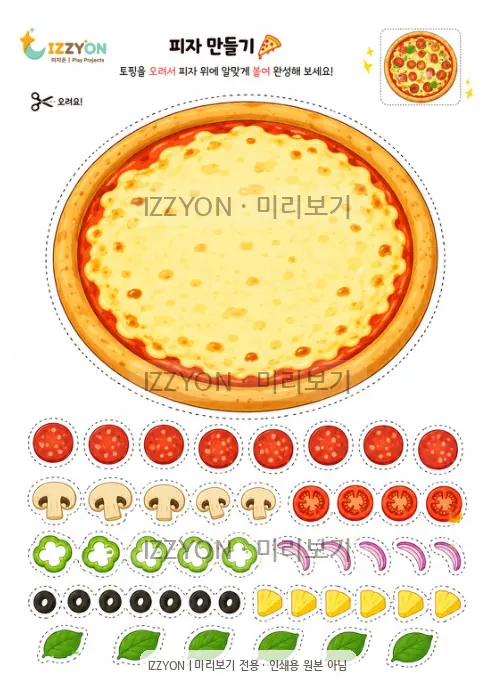 IZZYON
이지온 | Play Projects
피자 만들기
토핑을 오려서 피자 위에 알맞게 붙여 완성해 보세요!
오려요!
IZZYON · 미리보기
IZZYON · 미리보기
IZZYON · 미리보기
IZZYON | 미리보기 전용 · 인쇄용 원본 아님